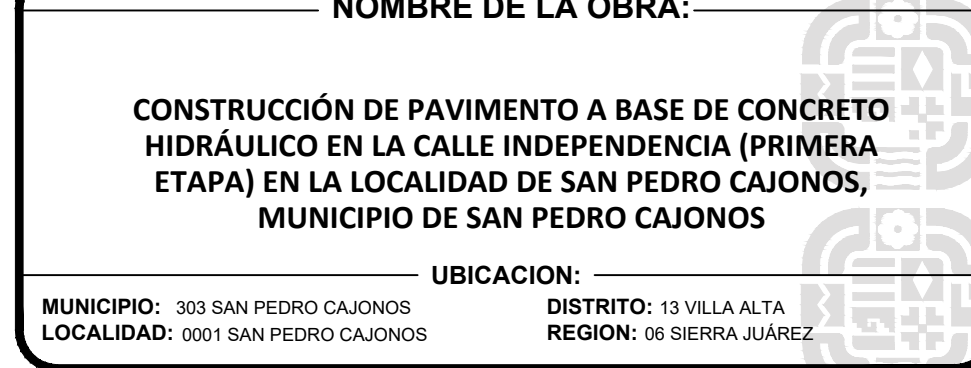 NOMBRE DE LA OBRA:
CONSTRUCCIÓN DE PAVIMENTO A BASE DE CONCRETO
HIDRÁULICO EN LA CALLE INDEPENDENCIA (PRIMERA
ETAPA) EN LA LOCALIDAD DE SAN PEDRO CAJONOS,
MUNICIPIO DE SAN PEDRO CAJONOS
UBICACION:
MUNICIPIO: 303 SAN PEDRO CAJONOS DISTRITO: 13 VILLA ALTA
LOCALIDAD: 0001 SAN PEDRO CAJONOS REGION: 06 SIERRA JUÁREZ